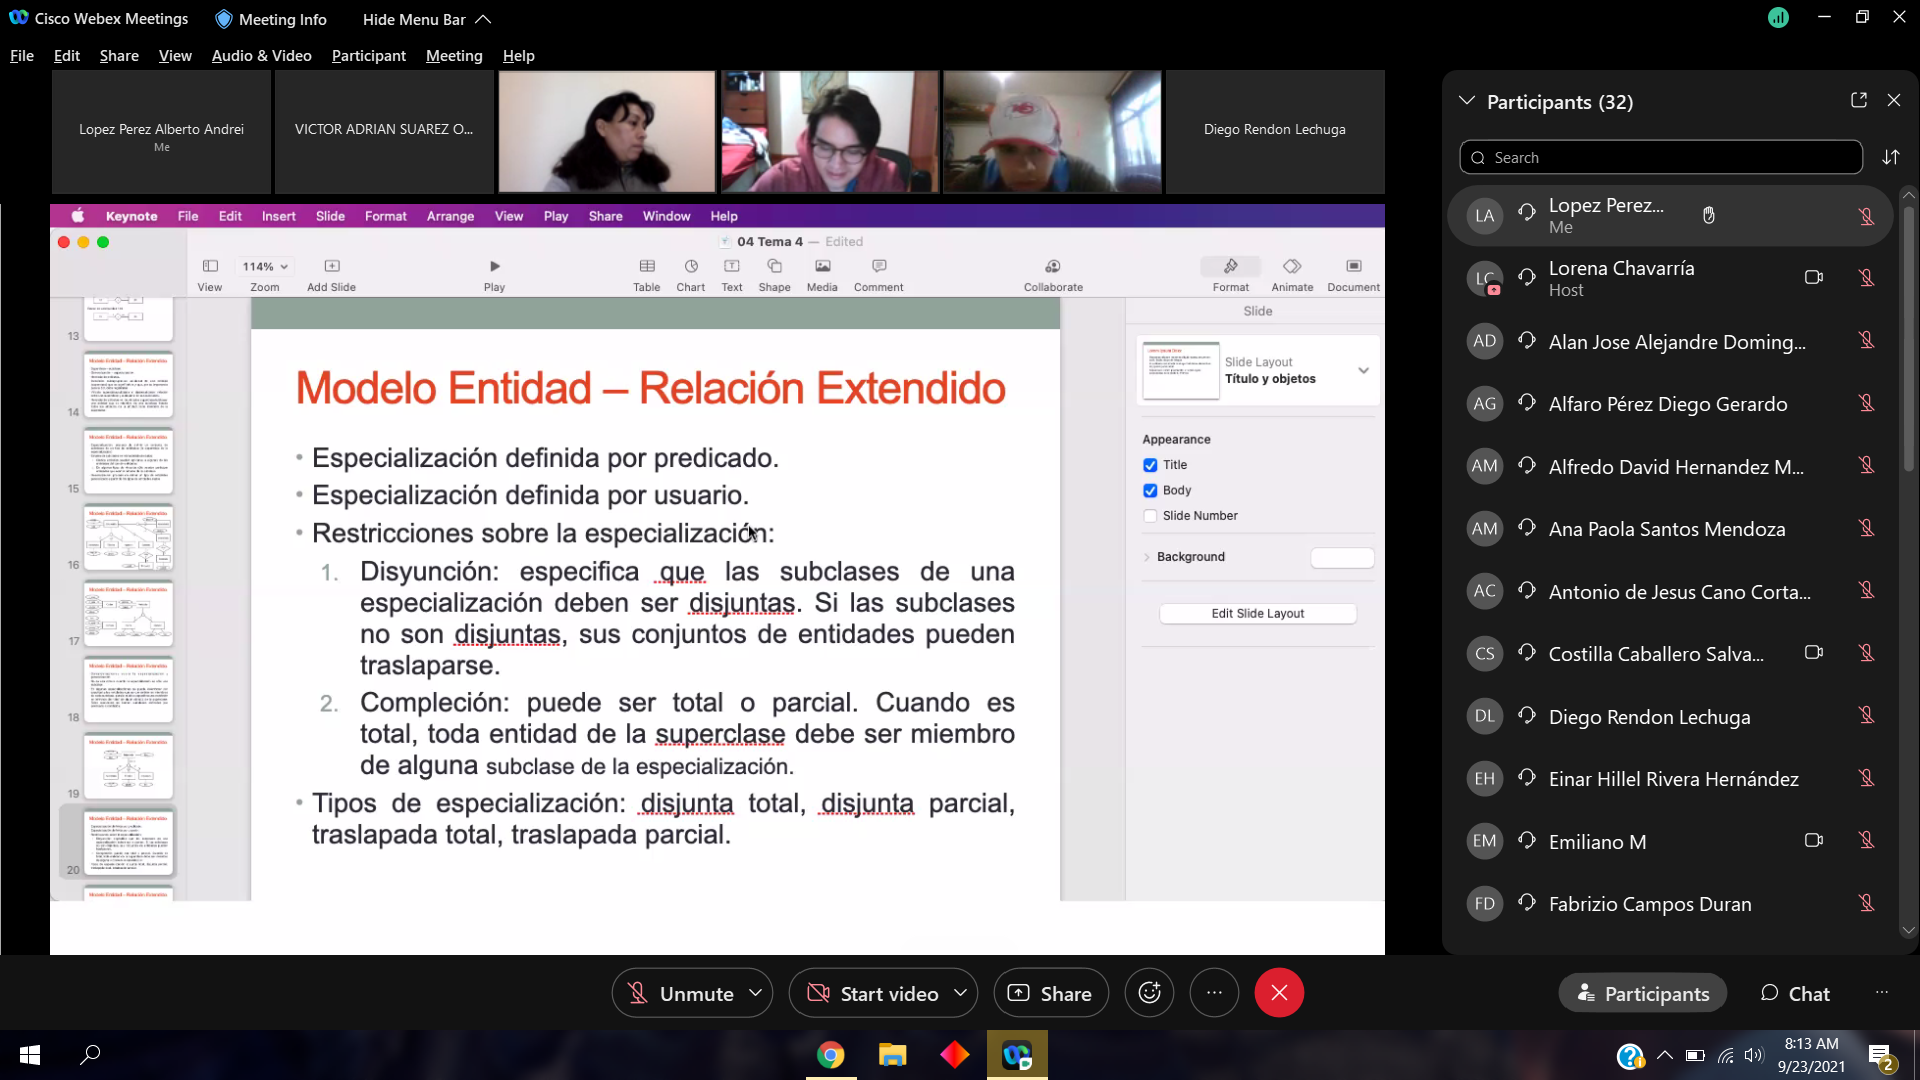 Cisco Webex Meetings
Meeting Info
Hide Menu Bar
File Edit Share View Audio & Video Participant Meeting Help
Lopez Perez Alberto Andrei
Me
VICTOR ADRIAN SUAREZ O...
Diego Rendon Lechuga
Keynote File Edit Insert Slide Format Arrange View Play Share Window Help
04 Tema 4 — Edited
114%
View Zoom Add Slide Play Table Chart Text Shape Media Comment Collaborate Format Animate Document
13
14
15
16
17
18
19
20
Modelo Entidad – Relación Extendido
• Especialización definida por predicado.
• Especialización definida por usuario.
• Restricciones sobre la especialización:
1. Disyunción: especifica que las subclases de una
especialización deben ser disjuntas. Si las subclases
no son disjuntas, sus conjuntos de entidades pueden
traslaparse.
2. Compleción: puede ser total o parcial. Cuando es
total, toda entidad de la superclase debe ser miembro
de alguna subclase de la especialización.
• Tipos de especialización: disjunta total, disjunta parcial,
traslapada total, traslapada parcial.
Slide
Slide Layout
Título y objetos
Appearance
Title
Body
Slide Number
Background
Edit Slide Layout
Participants (32)
Search
LA Lopez Perez...
Me
LC Lorena Chavarría
Host
AD Alan Jose Alejandre Doming...
AG Alfaro Pérez Diego Gerardo
AM Alfredo David Hernandez M...
AM Ana Paola Santos Mendoza
AC Antonio de Jesus Cano Corta...
CS Costilla Caballero Salva...
DL Diego Rendon Lechuga
EH Einar Hillel Rivera Hernández
EM Emiliano M
FD Fabrizio Campos Duran
Unmute
Start video
Share
Participants
Chat
8:13 AM
9/23/2021
2